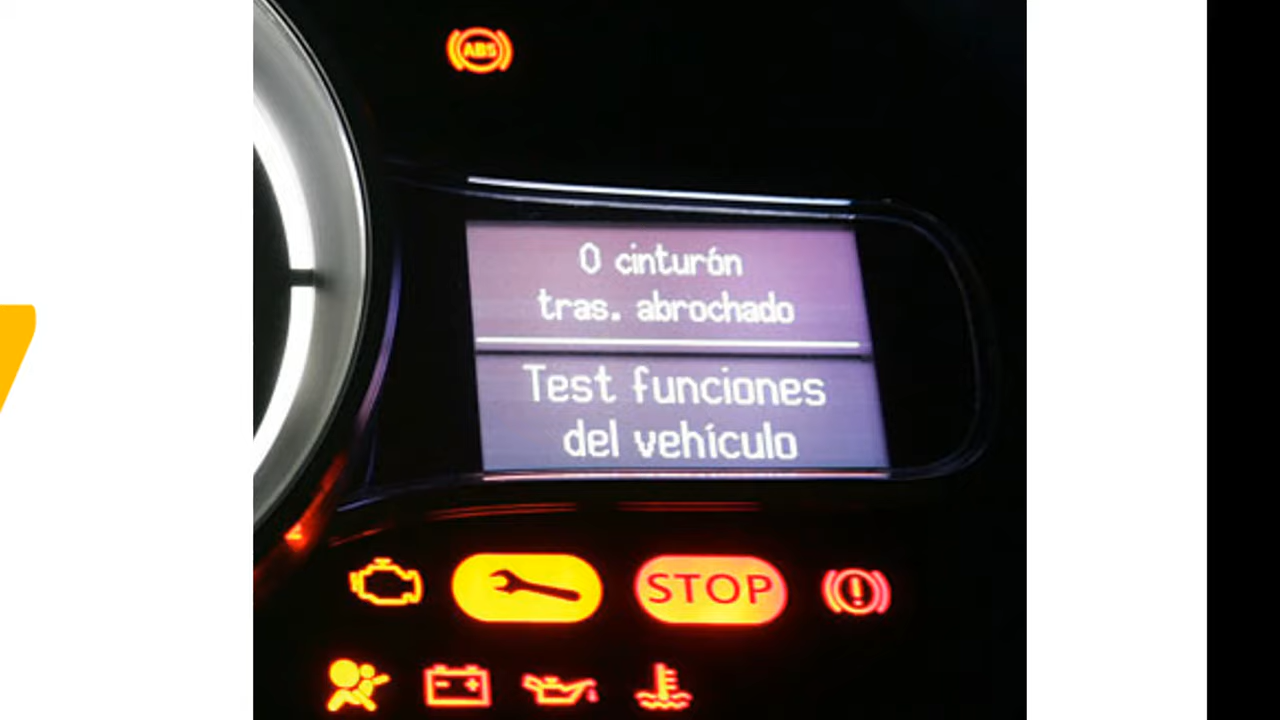 ABS
0 cinturón
tras. abrochado
Test funciones
del vehículo
STOP